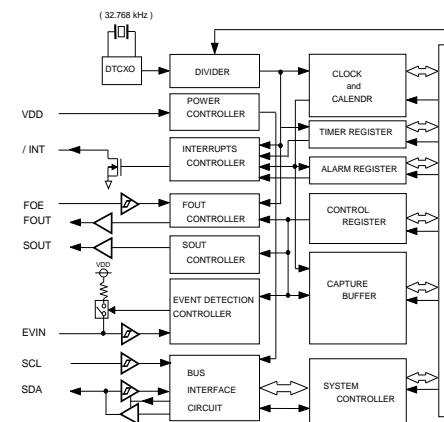 ( 32.768 kHz )
DTCXO
DIVIDER
CLOCK
and
CALENDR
POWER
CONTROLLER
VDD
TIMER REGISTER
/ INT
INTERRUPTS
CONTROLLER
ALARM REGISTER
FOE
FOUT
FOUT
CONTROLLER
CONTROL
REGISTER
SOUT
SOUT
CONTROLLER
VDD
EVENT DETECTION
CONTROLLER
CAPTURE
BUFFER
EVIN
SCL
SDA
BUS
INTERFACE
CIRCUIT
SYSTEM
CONTROLLER